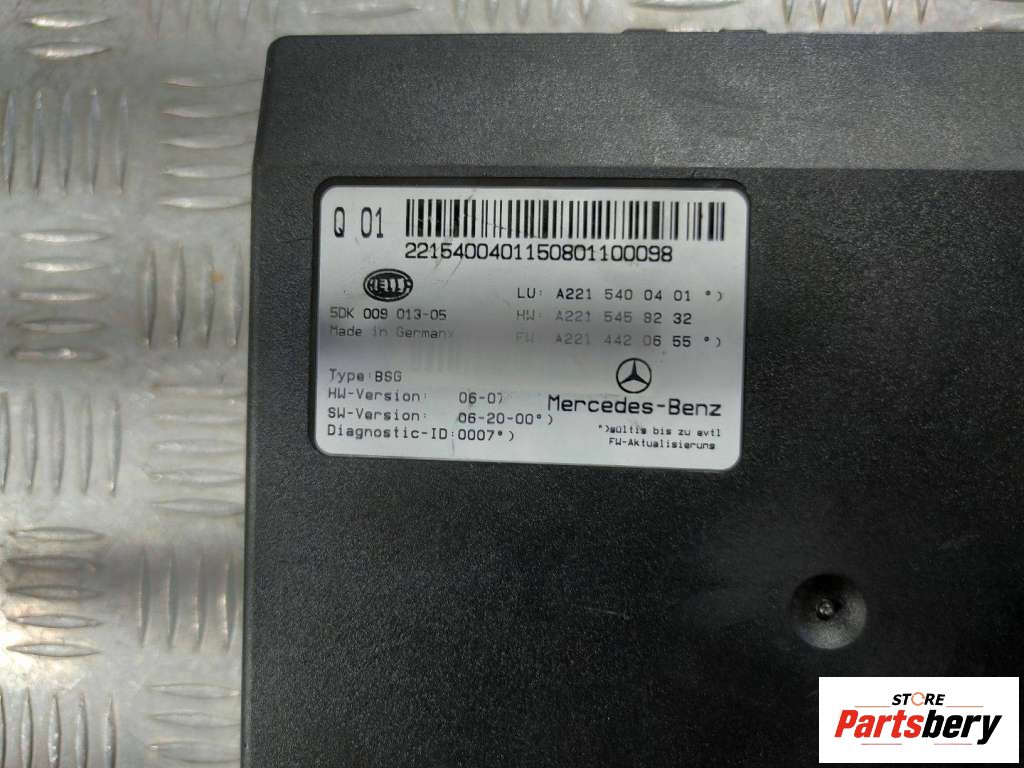 Q 01
2215400401150801100098
HELLA
LU: A221 540 04 01 *)
5DK 009 013-05
HW: A221 545 92 32
Made in Germany
FW: A221 442 06 55 *)
Type:BSG
HW-Version: 06-07
Mercedes-Benz
SW-Version: 06-20-00*)
*)gültig bis zu evtl
Diagnostic-ID:0007*)
FW-Aktualisierung
STORE
Partsbery